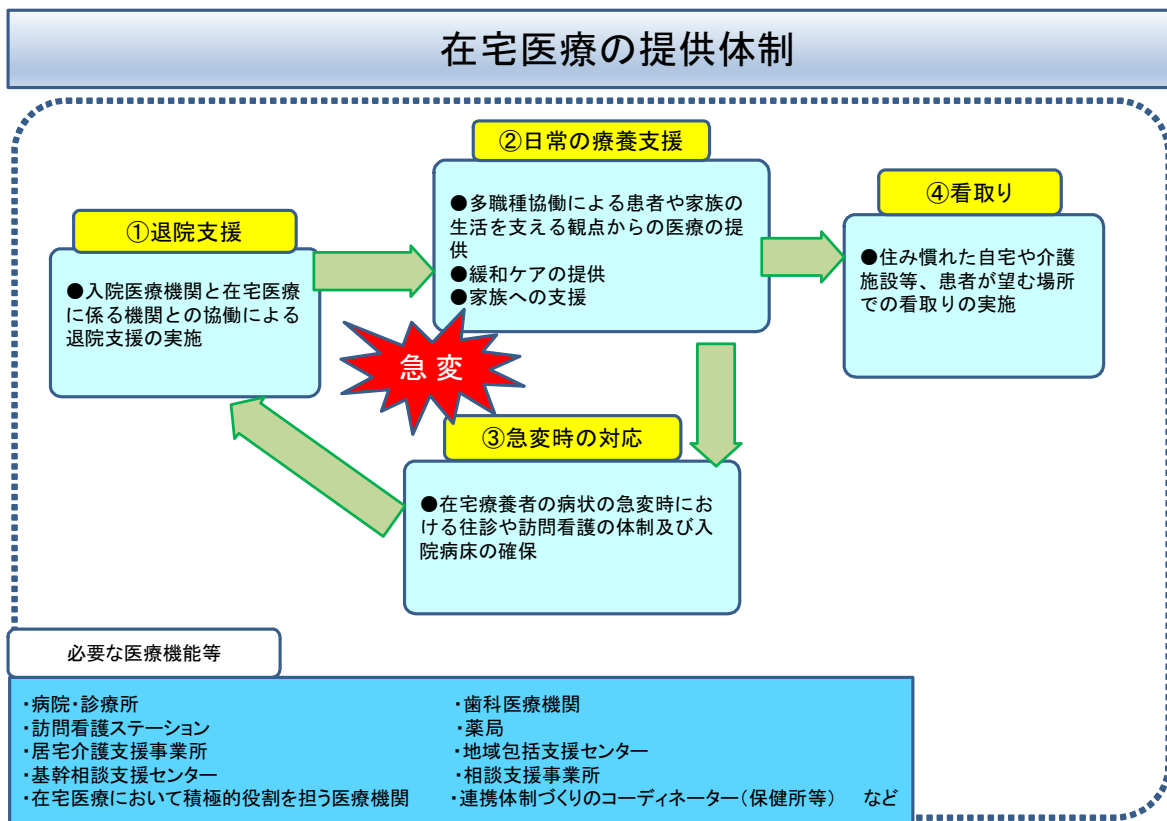 在宅医療の提供体制
①退院支援
●入院医療機関と在宅医療
に係る機関との協働による
退院支援の実施
②日常の療養支援
●多職種協働による患者や家族の
生活を支える観点からの医療の提
供
●緩和ケアの提供
●家族への支援
急変
③急変時の対応
●在宅療養者の病状の急変時にお
ける往診や訪問看護の体制及び入
院病床の確保
④看取り
●住み慣れた自宅や介護
施設等、患者が望む場所
での看取りの実施
必要な医療機能等
・病院・診療所
・訪問看護ステーション
・居宅介護支援事業所
・基幹相談支援センター
・在宅医療において積極的役割を担う医療機関
・歯科医療機関
・薬局
・地域包括支援センター
・相談支援事業所
・連携体制づくりのコーディネーター（保健所等）　など